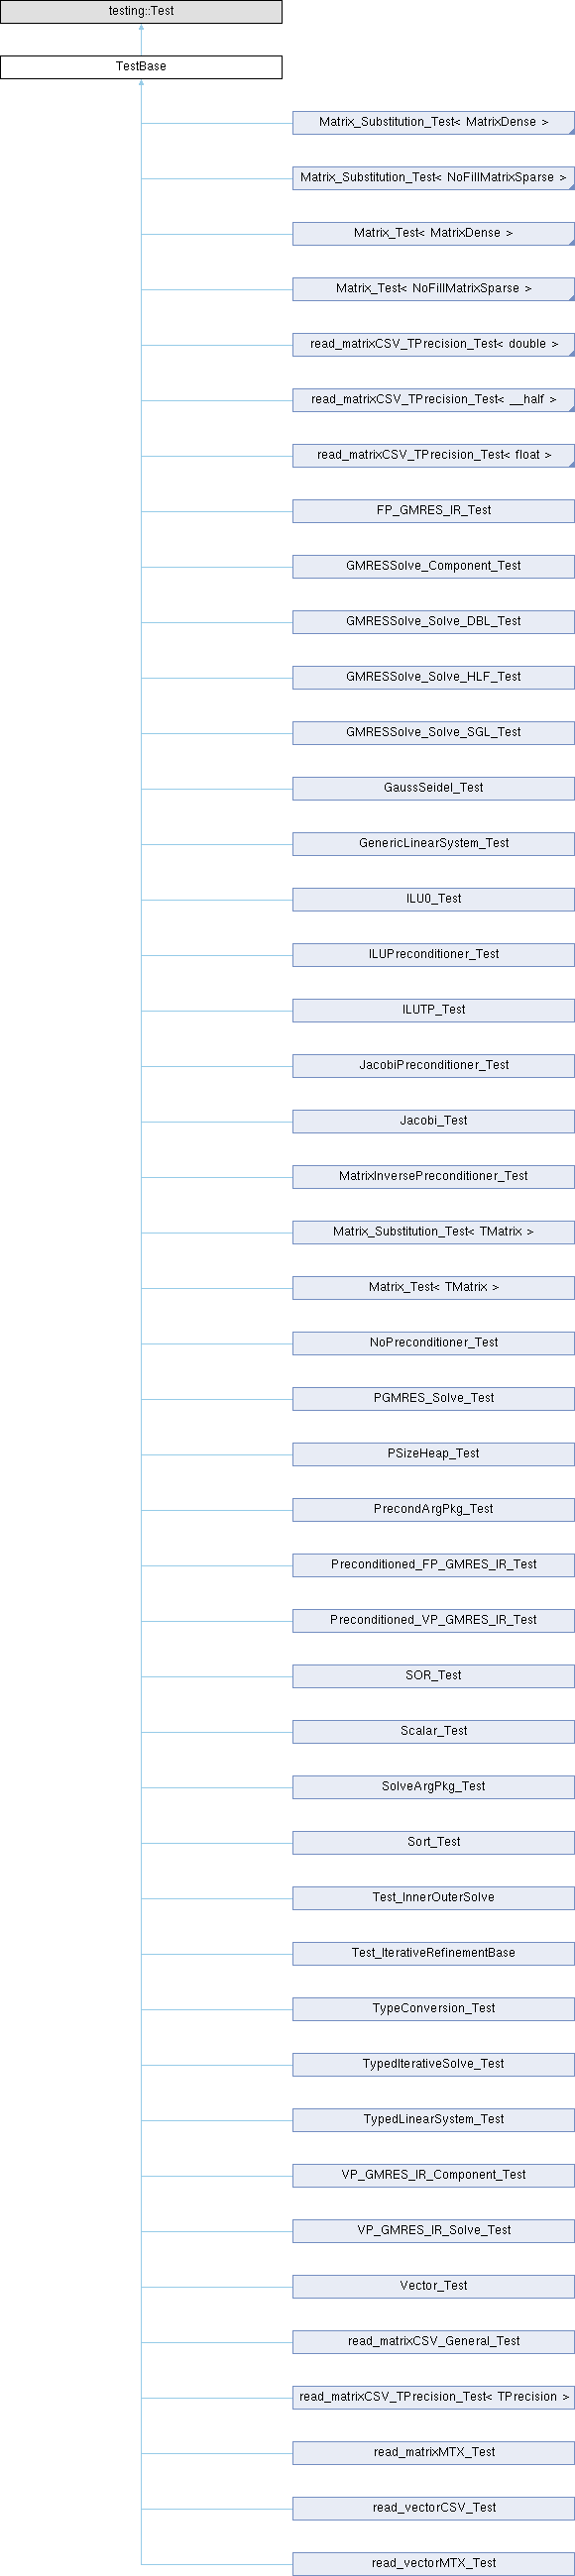 testing::Test
TestBase
Matrix_Substitution_Test< MatrixDense >
Matrix_Substitution_Test< NoFillMatrixSparse >
Matrix_Test< MatrixDense >
Matrix_Test< NoFillMatrixSparse >
read_matrixCSV_TPrecision_Test< double >
read_matrixCSV_TPrecision_Test< __half >
read_matrixCSV_TPrecision_Test< float >
FP_GMRES_IR_Test
GMRESSolve_Component_Test
GMRESSolve_Solve_DBL_Test
GMRESSolve_Solve_HLF_Test
GMRESSolve_Solve_SGL_Test
GaussSeidel_Test
GenericLinearSystem_Test
ILU0_Test
ILUPreconditioner_Test
ILUTP_Test
JacobiPreconditioner_Test
Jacobi_Test
MatrixInversePreconditioner_Test
Matrix_Substitution_Test< TMatrix >
Matrix_Test< TMatrix >
NoPreconditioner_Test
PGMRES_Solve_Test
PSizeHeap_Test
PrecondArgPkg_Test
Preconditioned_FP_GMRES_IR_Test
Preconditioned_VP_GMRES_IR_Test
SOR_Test
Scalar_Test
SolveArgPkg_Test
Sort_Test
Test_InnerOuterSolve
Test_IterativeRefinementBase
TypeConversion_Test
TypedIterativeSolve_Test
TypedLinearSystem_Test
VP_GMRES_IR_Component_Test
VP_GMRES_IR_Solve_Test
Vector_Test
read_matrixCSV_General_Test
read_matrixCSV_TPrecision_Test< TPrecision >
read_matrixMTX_Test
read_vectorCSV_Test
read_vectorMTX_Test